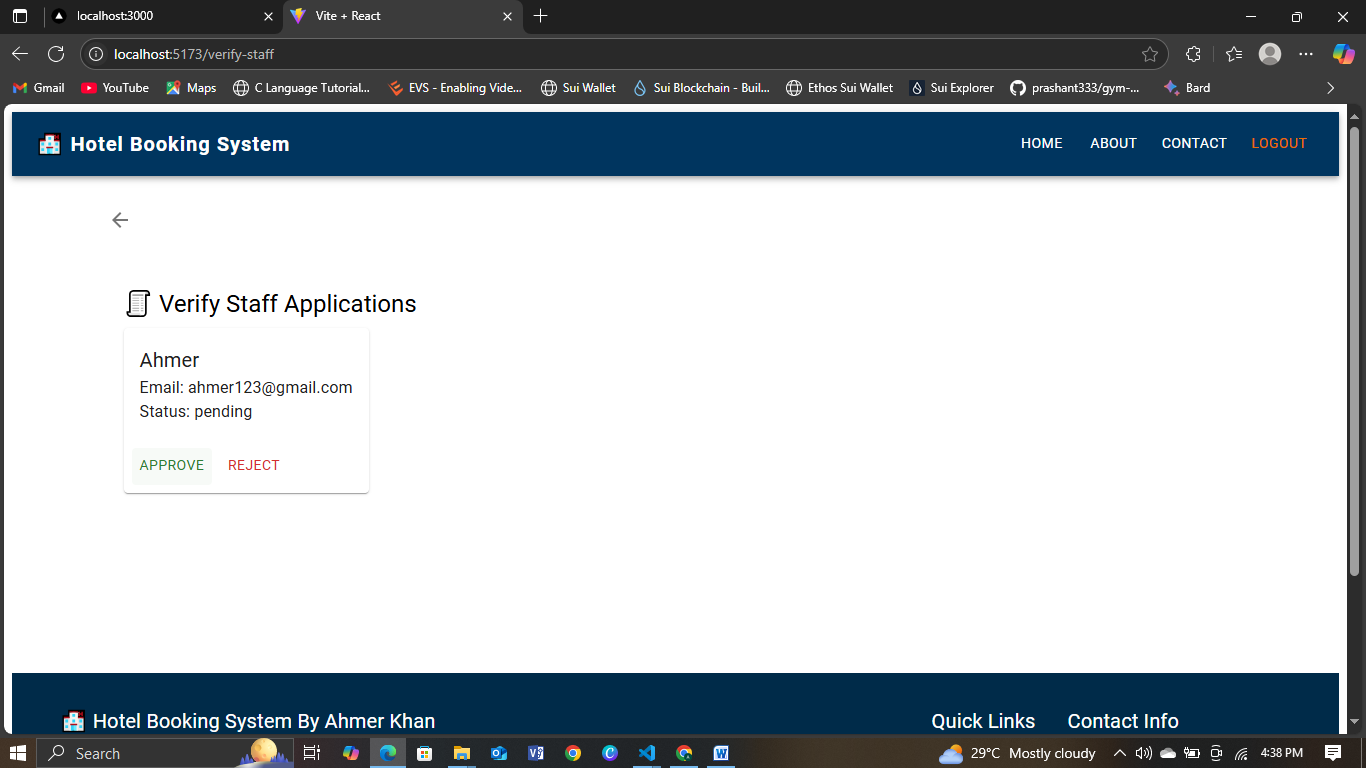 localhost:3000
Vite + React
localhost:5173/verify-staff
Gmail YouTube Maps C Language Tutorial... EVS - Enabling Vide... Sui Wallet Sui Blockchain - Buil... Ethos Sui Wallet Sui Explorer prashant333/gym-... Bard
Hotel Booking System HOME ABOUT CONTACT LOGOUT
Verify Staff Applications
Ahmer
Email: ahmer123@gmail.com
Status: pending
APPROVE REJECT
Hotel Booking System By Ahmer Khan Quick Links Contact Info
Search 29°C Mostly cloudy 4:38 PM